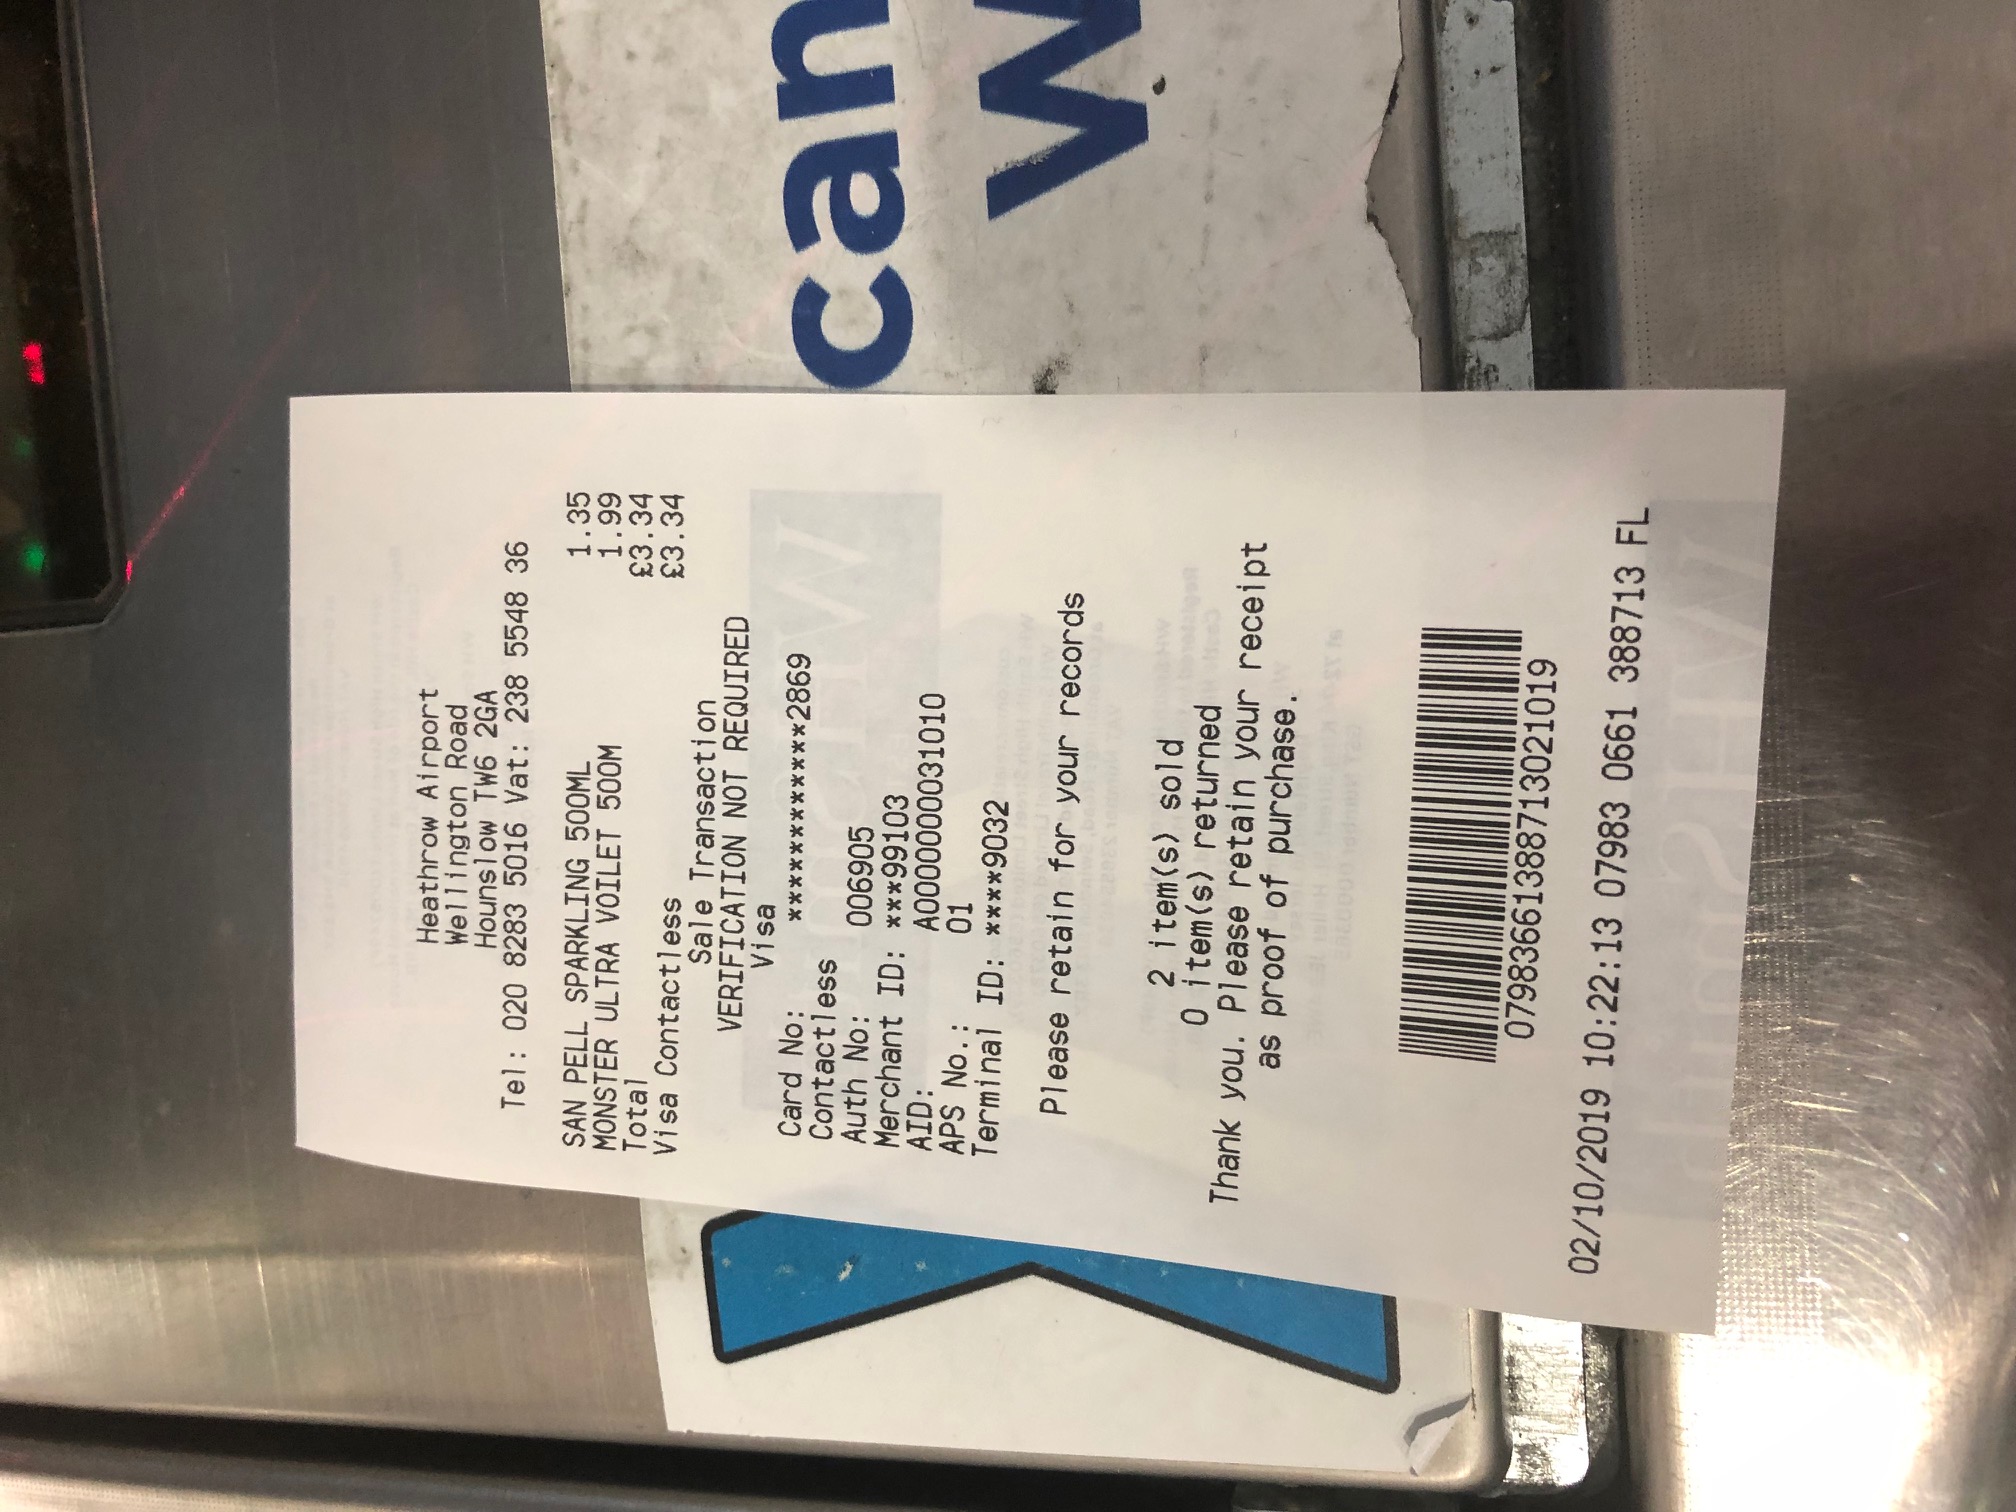 can
W
Heathrow Airport
Wellington Road
Hounslow TW6 2GA
Tel: 020 8283 5016 Vat: 238 5548 36
SAN PELL SPARKLING 500ML 1.35
MONSTER ULTRA VOILET 500M 1.99
Total £3.34
Visa Contactless £3.34
Sale Transaction
VERIFICATION NOT REQUIRED
Visa
Card No: ************2869
Contactless
Auth No: 006905
Merchant ID: ***99103
AID: A0000000031010
APS No.: 01
Terminal ID: ****9032
Please retain for your records
2 item(s) sold
0 item(s) returned
Thank you. Please retain your receipt
as proof of purchase.
07983661388713021019
02/10/2019 10:22:13 07983 0661 388713 FL